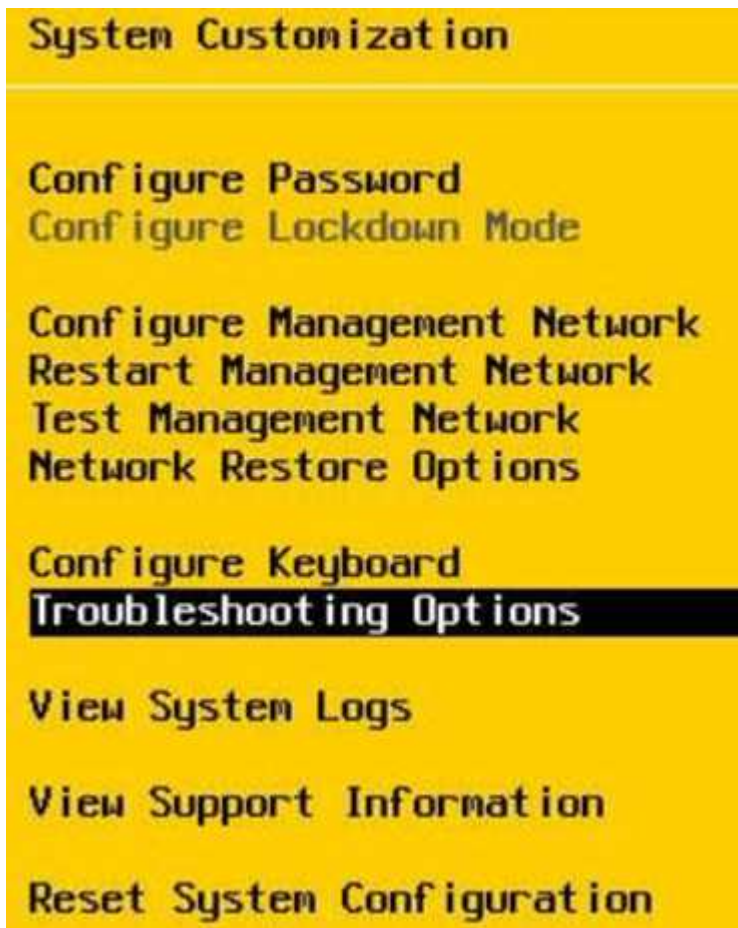 System Customization
Configure Password
Configure Lockdown Mode
Configure Management Network
Restart Management Network
Test Management Network
Network Restore Options
Configure Keyboard
Troubleshooting Options
View System Logs
View Support Information
Reset System Configuration